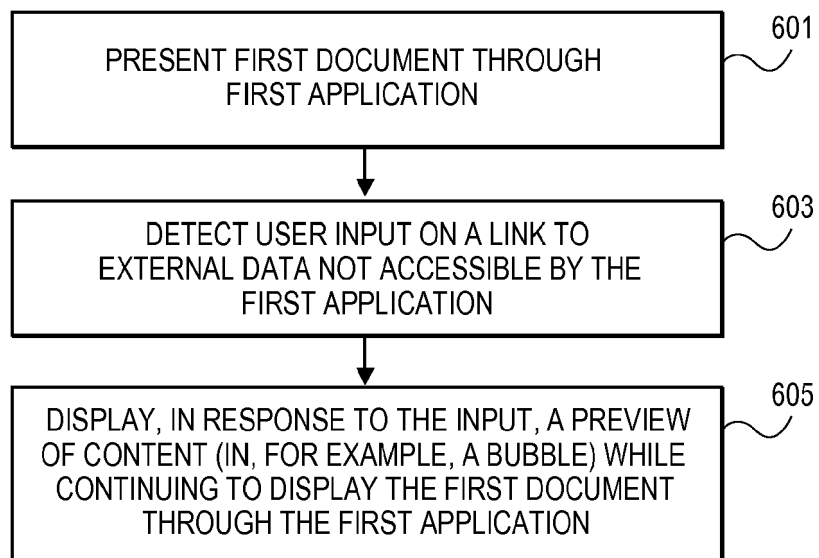 601
PRESENT FIRST DOCUMENT THROUGH
FIRST APPLICATION
603
DETECT USER INPUT ON A LINK TO
EXTERNAL DATA NOT ACCESSIBLE BY THE
FIRST APPLICATION
605
DISPLAY, IN RESPONSE TO THE INPUT, A PREVIEW
OF CONTENT (IN, FOR EXAMPLE, A BUBBLE) WHILE
CONTINUING TO DISPLAY THE FIRST DOCUMENT
THROUGH THE FIRST APPLICATION